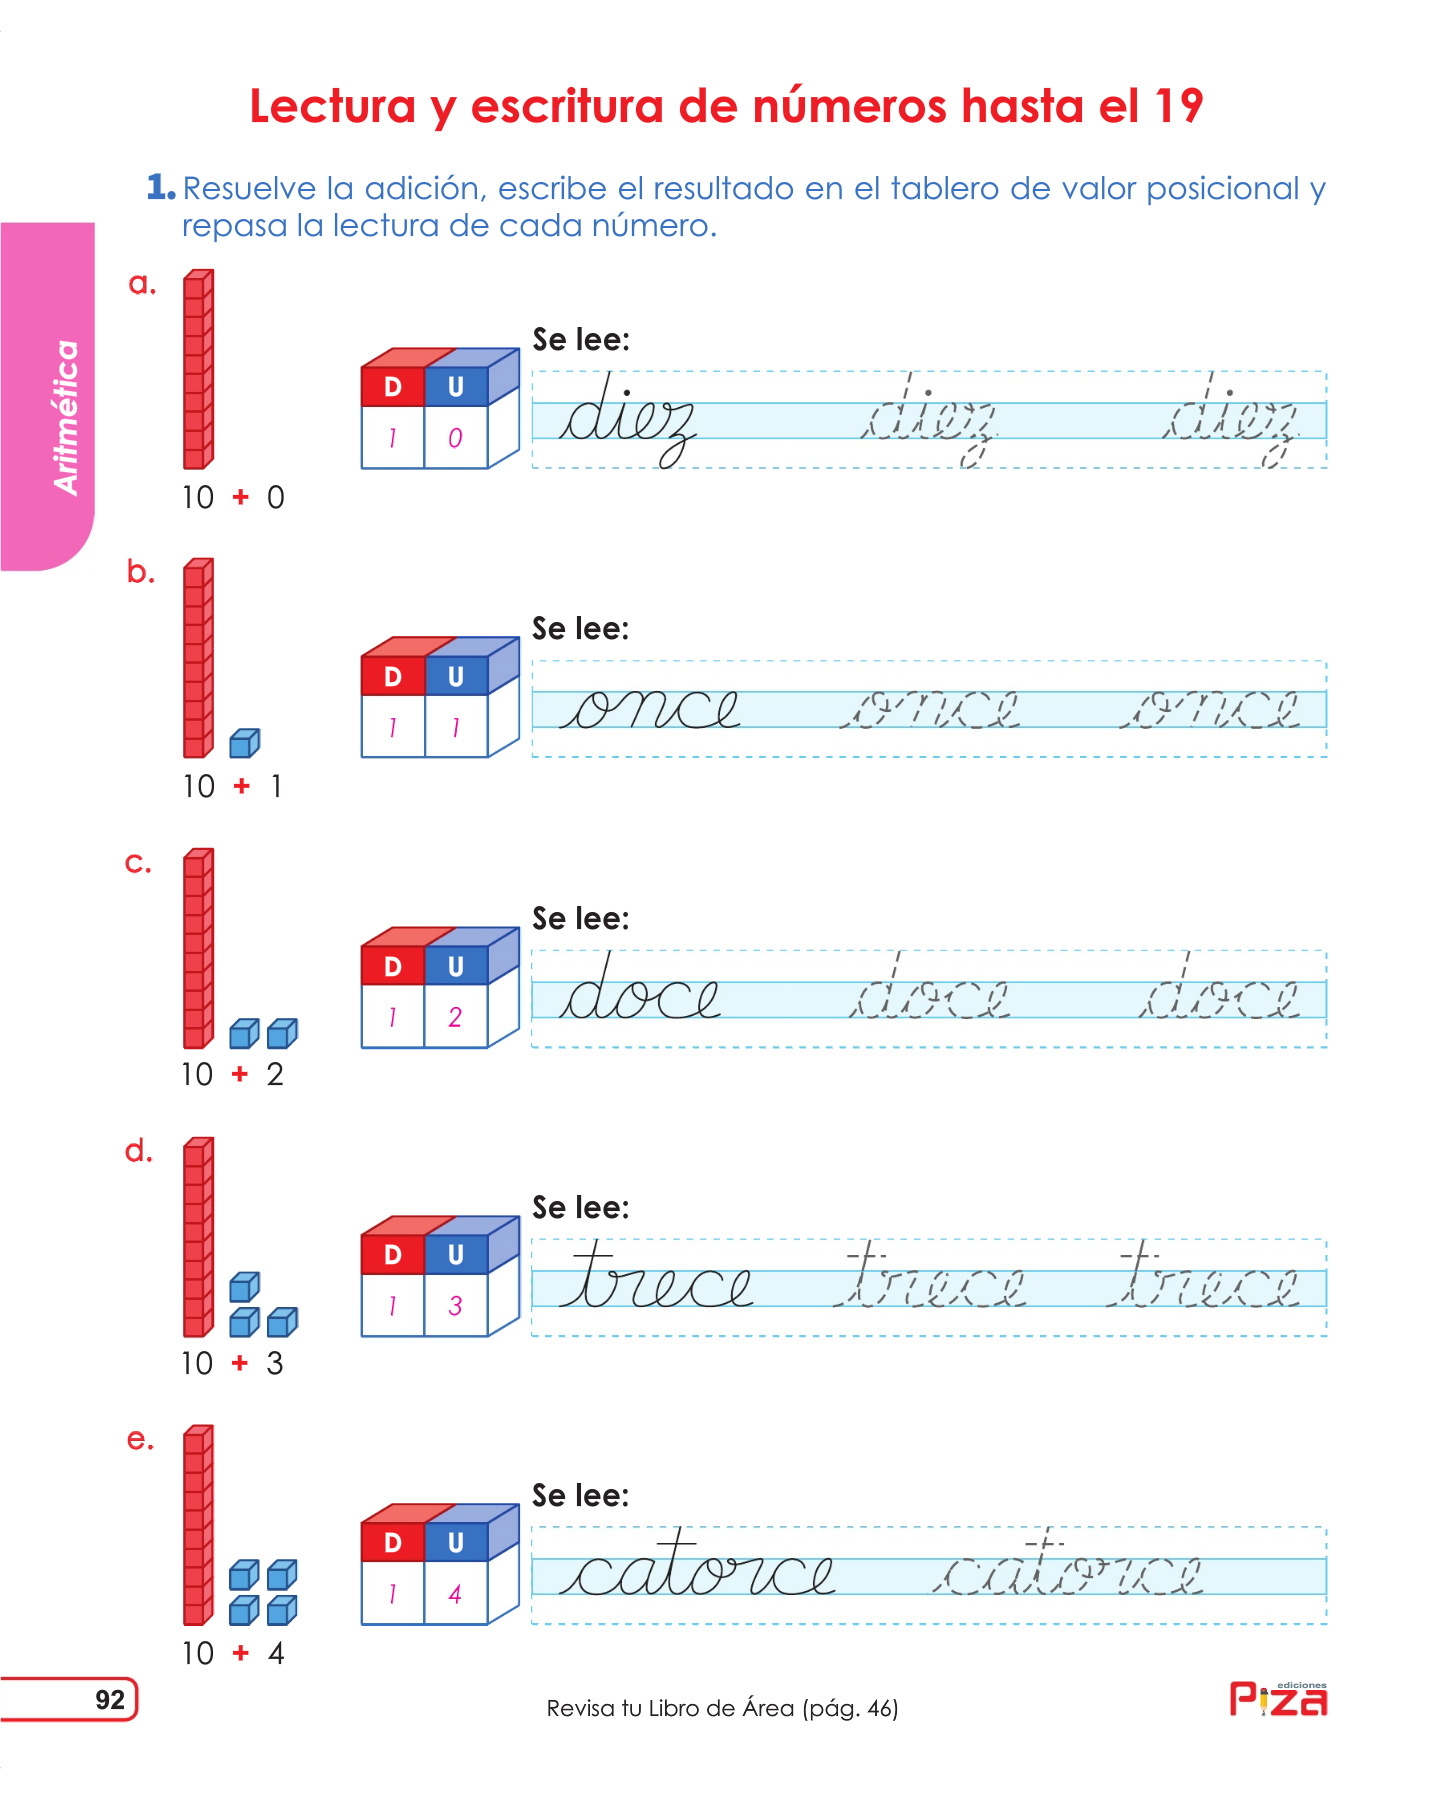 Lectura y escritura de números hasta el 19
1. Resuelve la adición, escribe el resultado en el tablero de valor posicional y
repasa la lectura de cada número.
Aritmética
a.
Se lee:
D U
1 0
diez diez diez
10 + 0
b.
Se lee:
D U
1 1
once once once
10 + 1
c.
Se lee:
D U
1 2
doce doce doce
10 + 2
d.
Se lee:
D U
1 3
trece trece trece
10 + 3
e.
Se lee:
D U
1 4
catorce catorce
10 + 4
92
Revisa tu Libro de Área (pág. 46)
ediciones
Piza